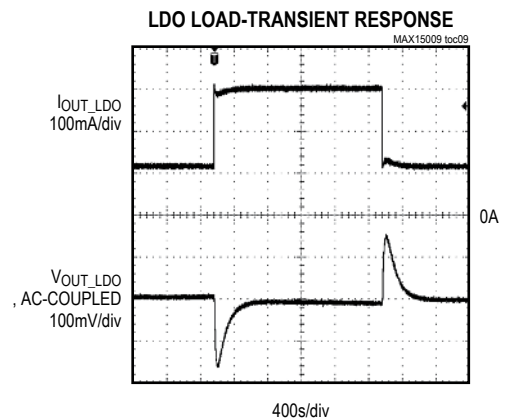 LDO LOAD-TRANSIENT RESPONSE
MAX15009 toc09
IOUT_LDO
100mA/div
0A
VOUT_LDO
, AC-COUPLED
100mV/div
400s/div